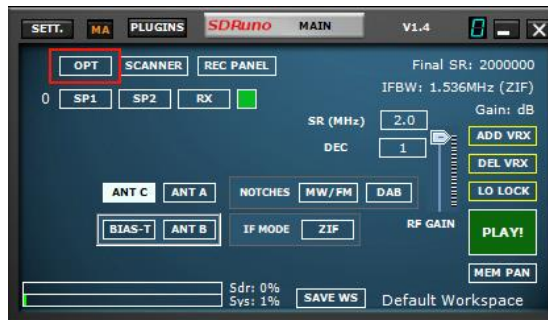 SETT. MA PLUGINS SDRuno MAIN V1.4 0
OPT SCANNER REC PANEL Final SR: 2000000
IFBW: 1.536MHz (ZIF)
0 SP1 SP2 RX Gain: dB
SR (MHz) 2.0 ADD VRX
DEC 1 DEL VRX
ANT C ANT A NOTCHES MW/FM DAB LO LOCK
BIAS-T ANT B IF MODE ZIF RF GAIN PLAY!
MEM PAN
Sdr: 0%
Sys: 1% SAVE WS Default Workspace